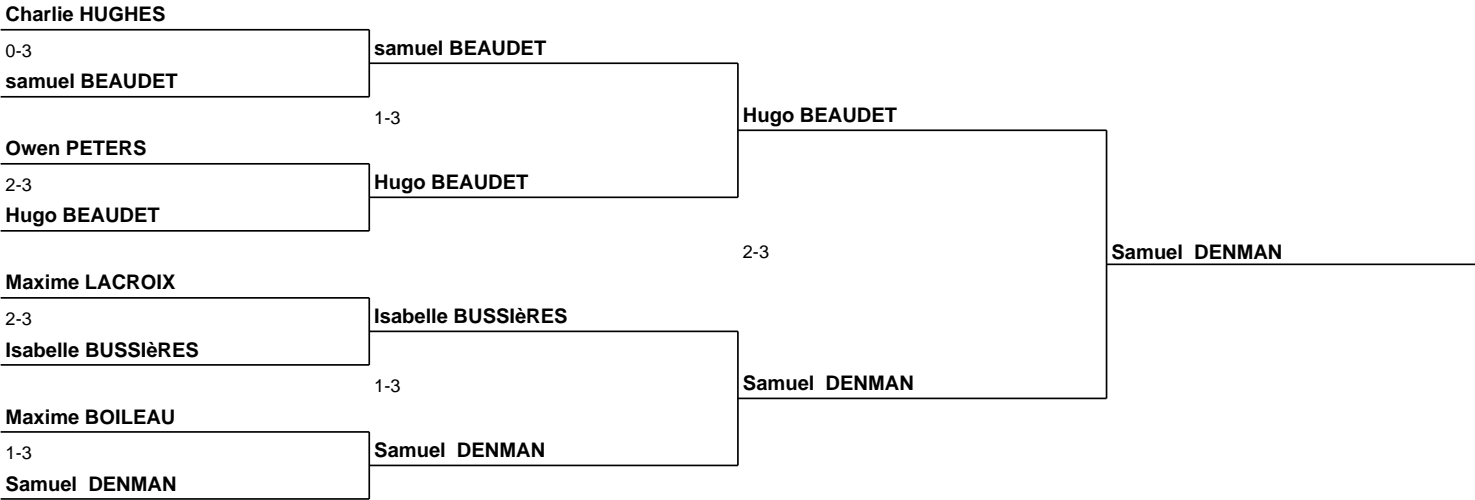 Charlie HUGHES
0-3
samuel BEAUDET
samuel BEAUDET
1-3
Hugo BEAUDET
Owen PETERS
2-3
Hugo BEAUDET
Hugo BEAUDET
2-3
Samuel  DENMAN
Maxime LACROIX
2-3
Isabelle BUSSIèRES
Isabelle BUSSIèRES
1-3
Samuel  DENMAN
Maxime BOILEAU
1-3
Samuel  DENMAN
Samuel  DENMAN